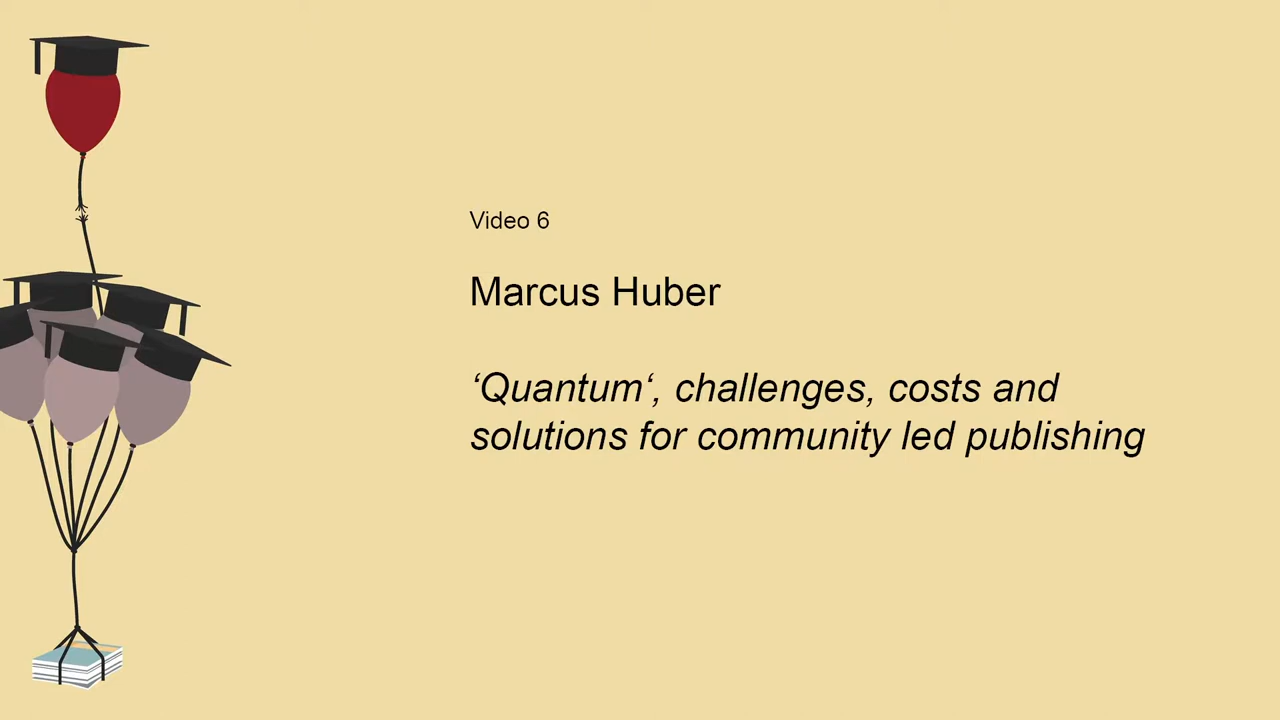 Video 6
Marcus Huber
‘Quantum‘, challenges, costs and
solutions for community led publishing